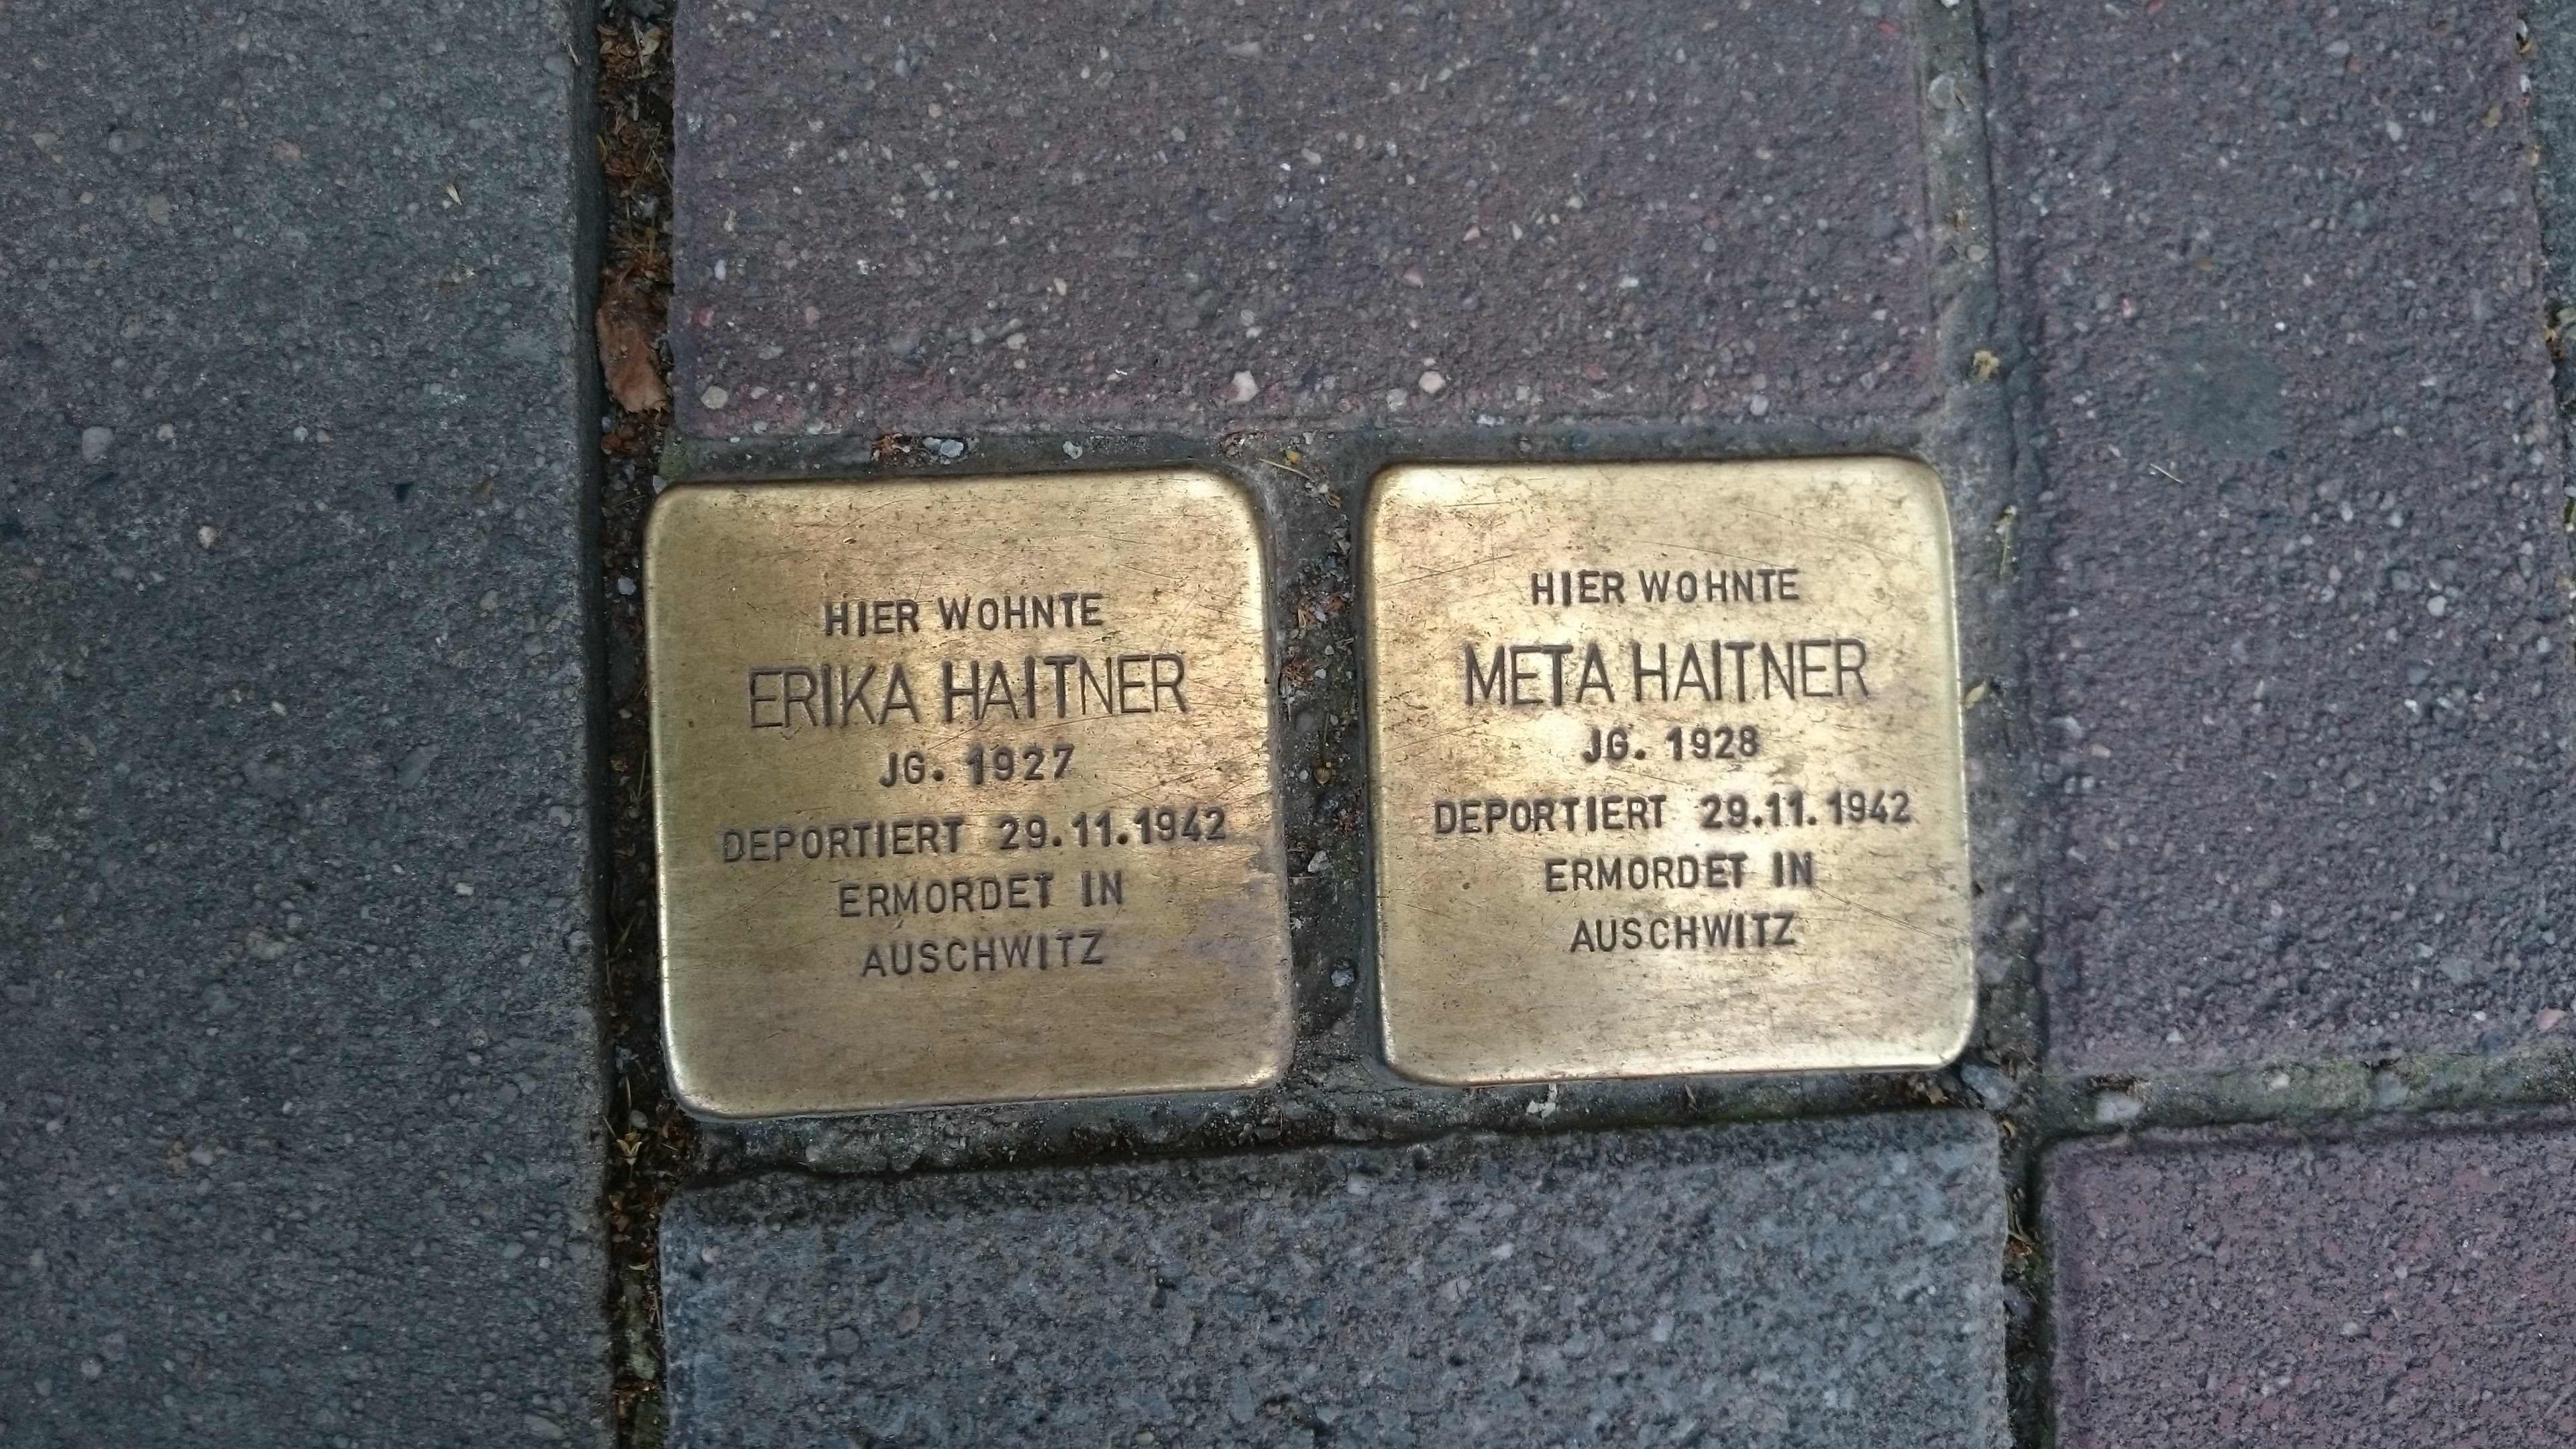 HIER WOHNTE
ERIKA HAITNER
JG. 1927
DEPORTIERT 29.11.1942
ERMORDET IN
AUSCHWITZ
HIER WOHNTE
META HAITNER
JG. 1928
DEPORTIERT 29.11.1942
ERMORDET IN
AUSCHWITZ